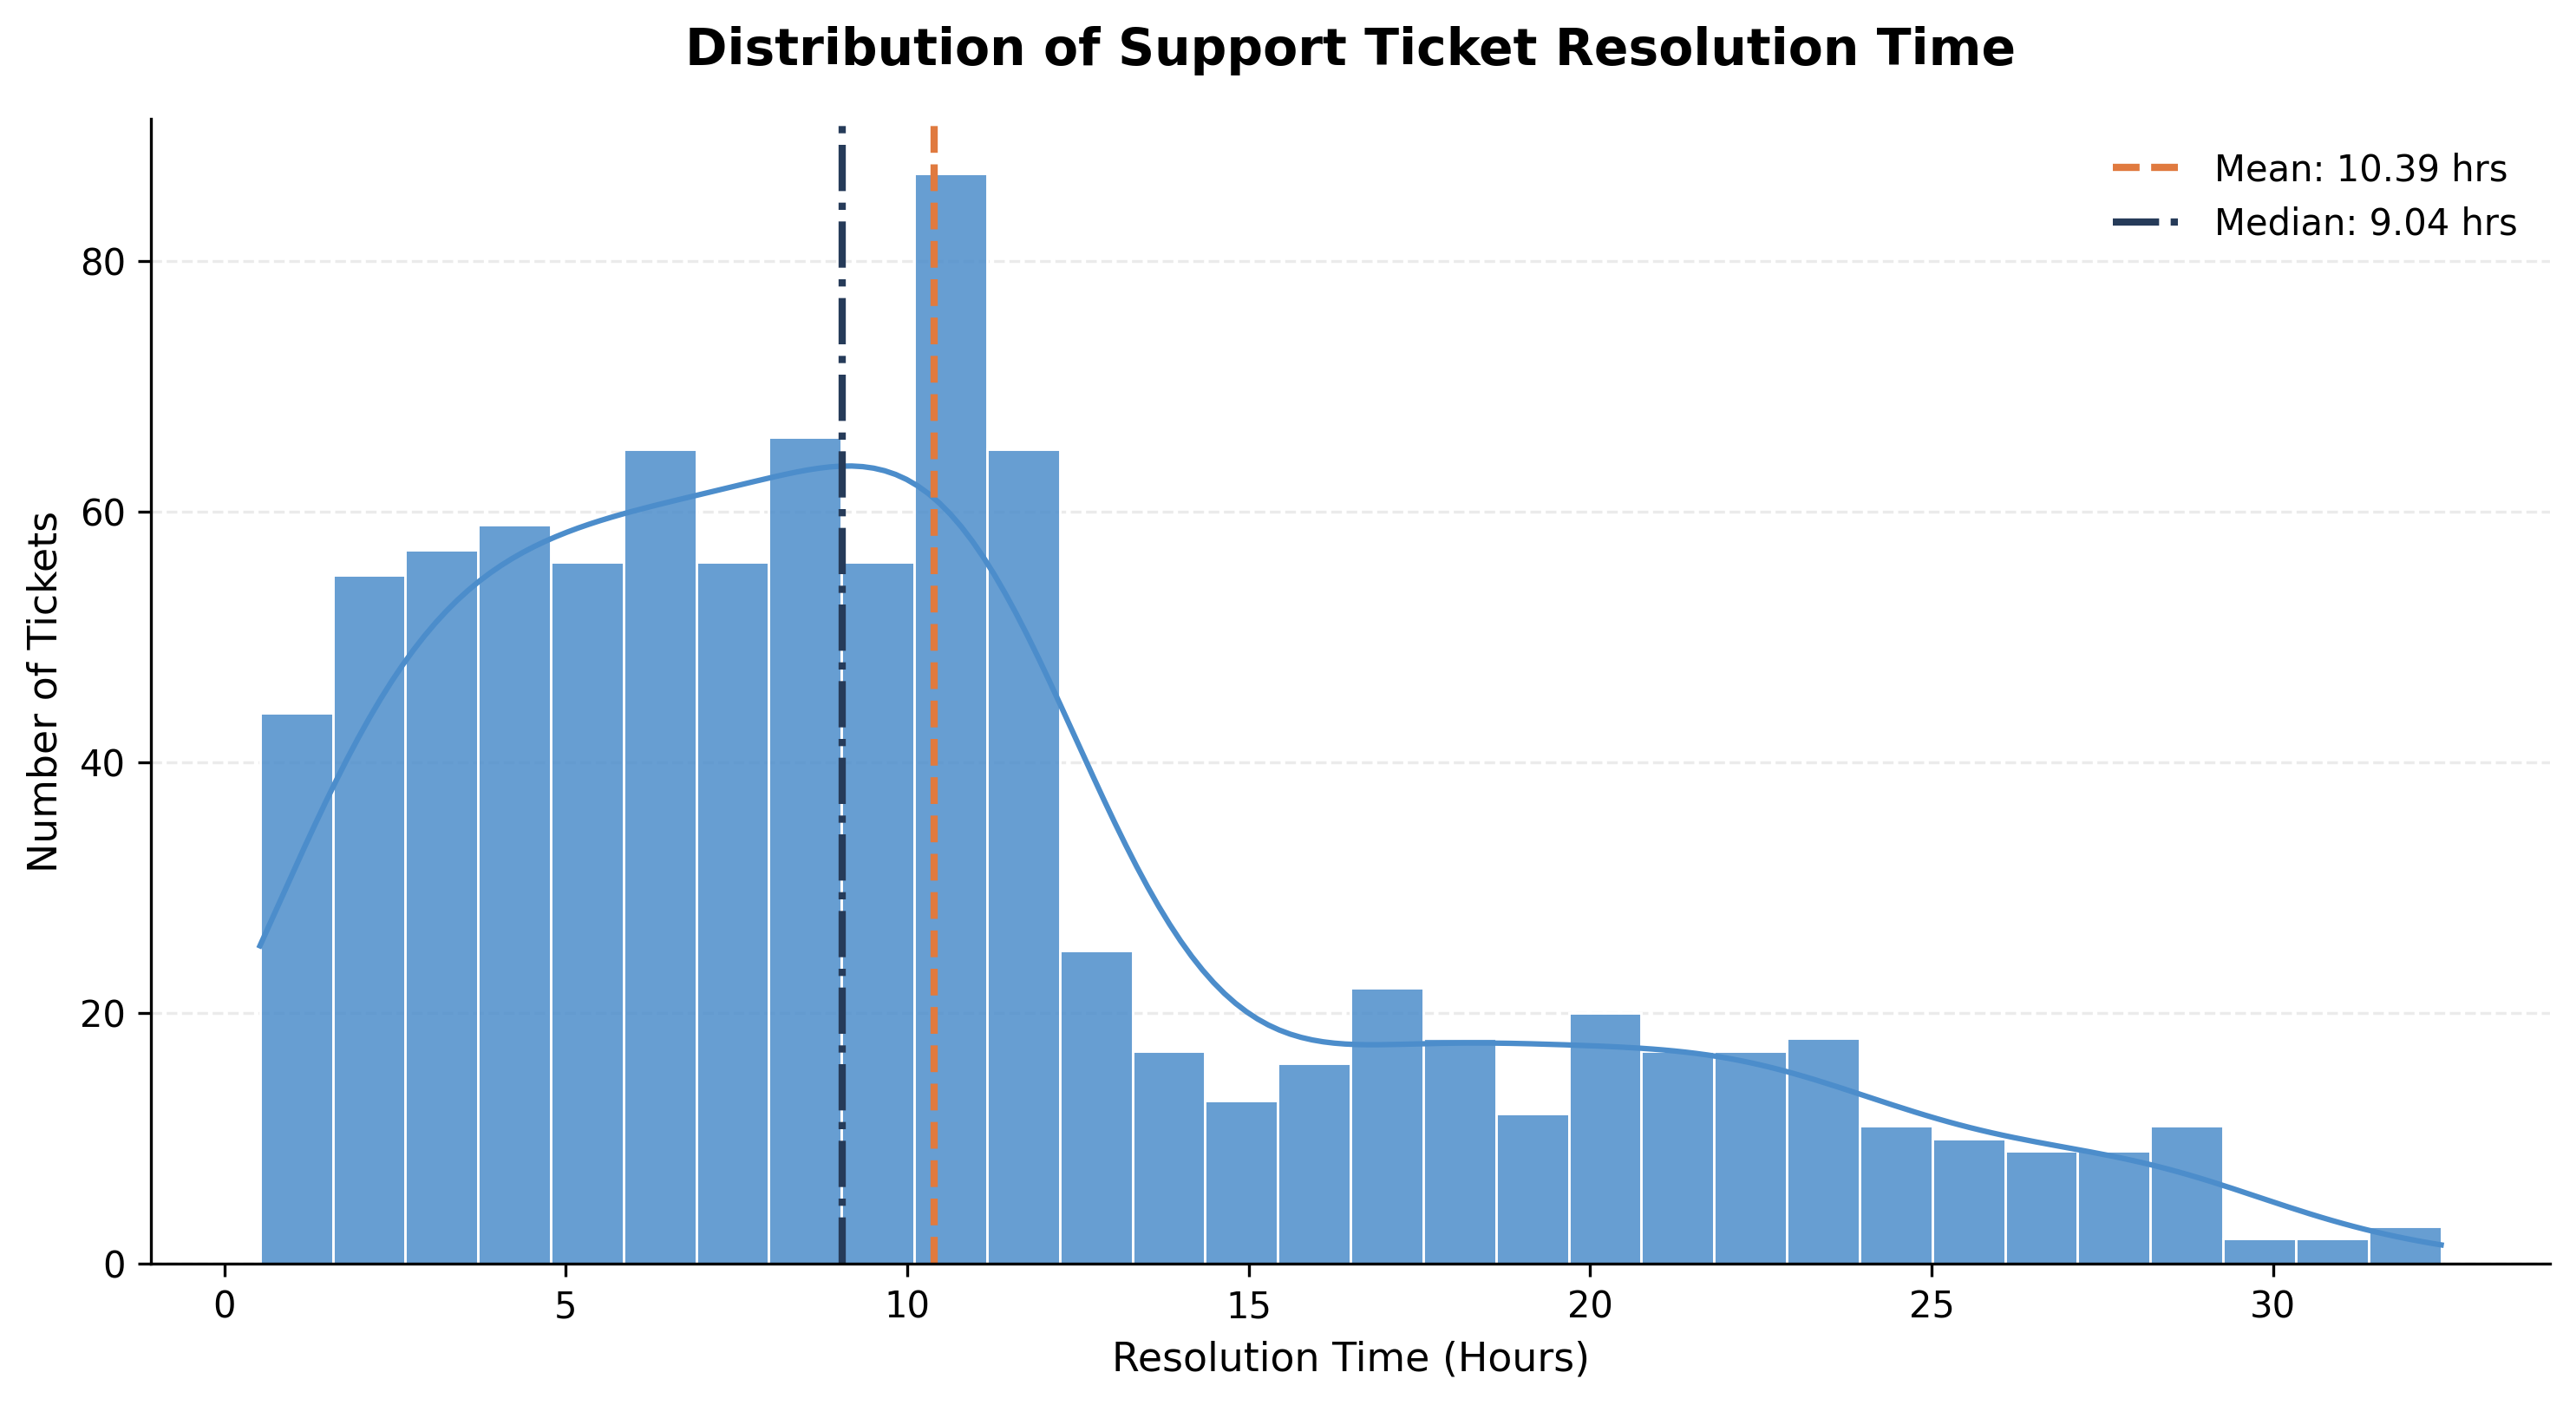 Distribution of Support Ticket Resolution Time
Mean: 10.39 hrs
Median: 9.04 hrs
Number of Tickets
80
60
40
20
0
0 5 10 15 20 25 30
Resolution Time (Hours)